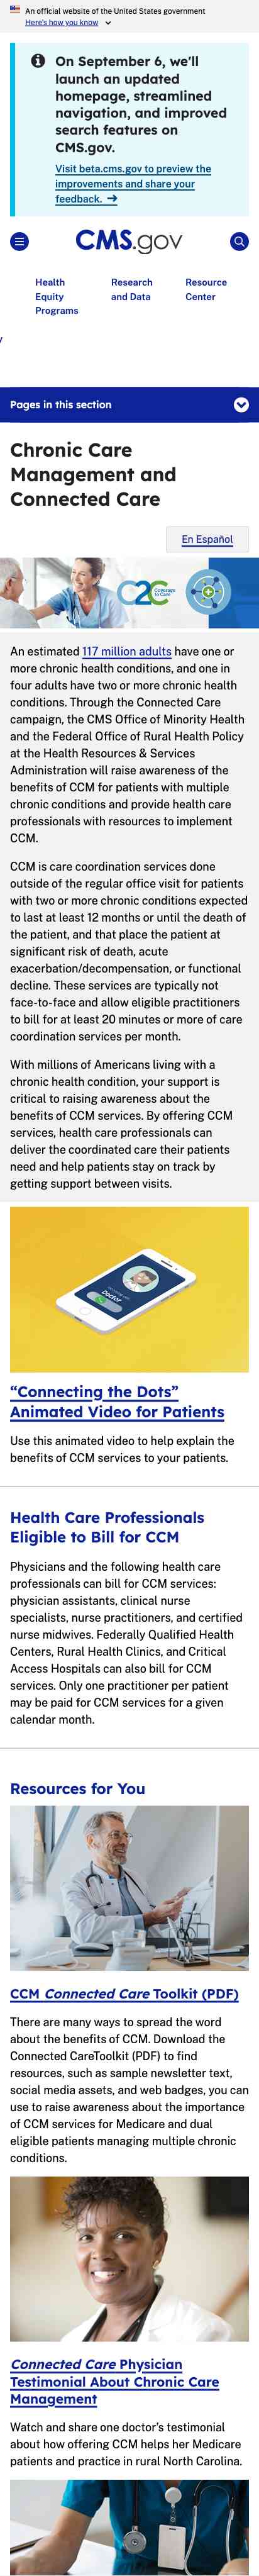 An official website of the United States government
Here's how you know
On September 6, we'll
launch an updated
homepage, streamlined
navigation, and improved
search features on
CMS.gov.
Visit beta.cms.gov to preview the
improvements and share your
feedback. →
CMS.gov
Health
Equity
Programs
Research
and Data
Resource
Center
y
Pages in this section
Chronic Care
Management and
Connected Care
En Español
C2C Coverage to Care
An estimated 117 million adults have one or
more chronic health conditions, and one in
four adults have two or more chronic health
conditions. Through the Connected Care
campaign, the CMS Office of Minority Health
and the Federal Office of Rural Health Policy
at the Health Resources & Services
Administration will raise awareness of the
benefits of CCM for patients with multiple
chronic conditions and provide health care
professionals with resources to implement
CCM.
CCM is care coordination services done
outside of the regular office visit for patients
with two or more chronic conditions expected
to last at least 12 months or until the death of
the patient, and that place the patient at
significant risk of death, acute
exacerbation/decompensation, or functional
decline. These services are typically not
face-to-face and allow eligible practitioners
to bill for at least 20 minutes or more of care
coordination services per month.
With millions of Americans living with a
chronic health condition, your support is
critical to raising awareness about the
benefits of CCM services. By offering CCM
services, health care professionals can
deliver the coordinated care their patients
need and help patients stay on track by
getting support between visits.
Doctor
“Connecting the Dots”
Animated Video for Patients
Use this animated video to help explain the
benefits of CCM services to your patients.
Health Care Professionals
Eligible to Bill for CCM
Physicians and the following health care
professionals can bill for CCM services:
physician assistants, clinical nurse
specialists, nurse practitioners, and certified
nurse midwives. Federally Qualified Health
Centers, Rural Health Clinics, and Critical
Access Hospitals can also bill for CCM
services. Only one practitioner per patient
may be paid for CCM services for a given
calendar month.
Resources for You
CCM Connected Care Toolkit (PDF)
There are many ways to spread the word
about the benefits of CCM. Download the
Connected CareToolkit (PDF) to find
resources, such as sample newsletter text,
social media assets, and web badges, you can
use to raise awareness about the importance
of CCM services for Medicare and dual
eligible patients managing multiple chronic
conditions.
Connected Care Physician
Testimonial About Chronic Care
Management
Watch and share one doctor’s testimonial
about how offering CCM helps her Medicare
patients and practice in rural North Carolina.